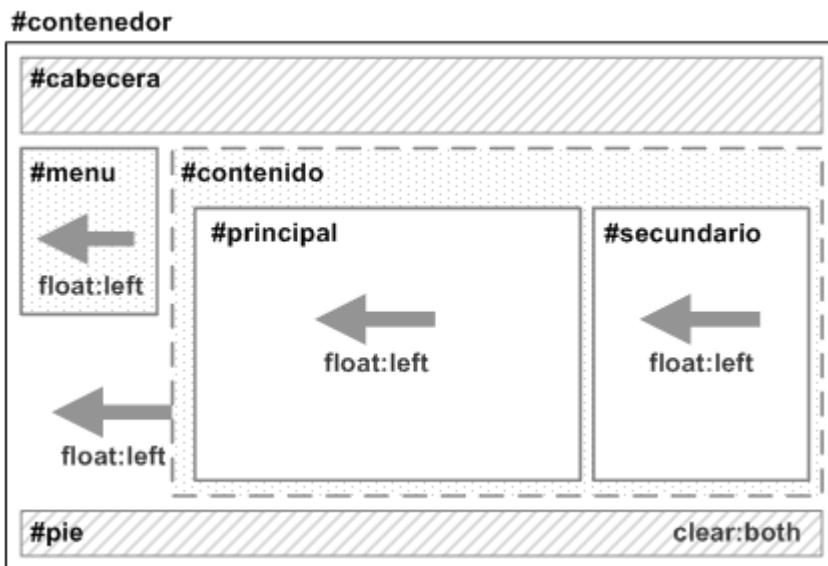 #contenedor
#cabecera
#menu
float:left
#contenido
#principal
float:left
#secundario
float:left
float:left
#pie
clear:both